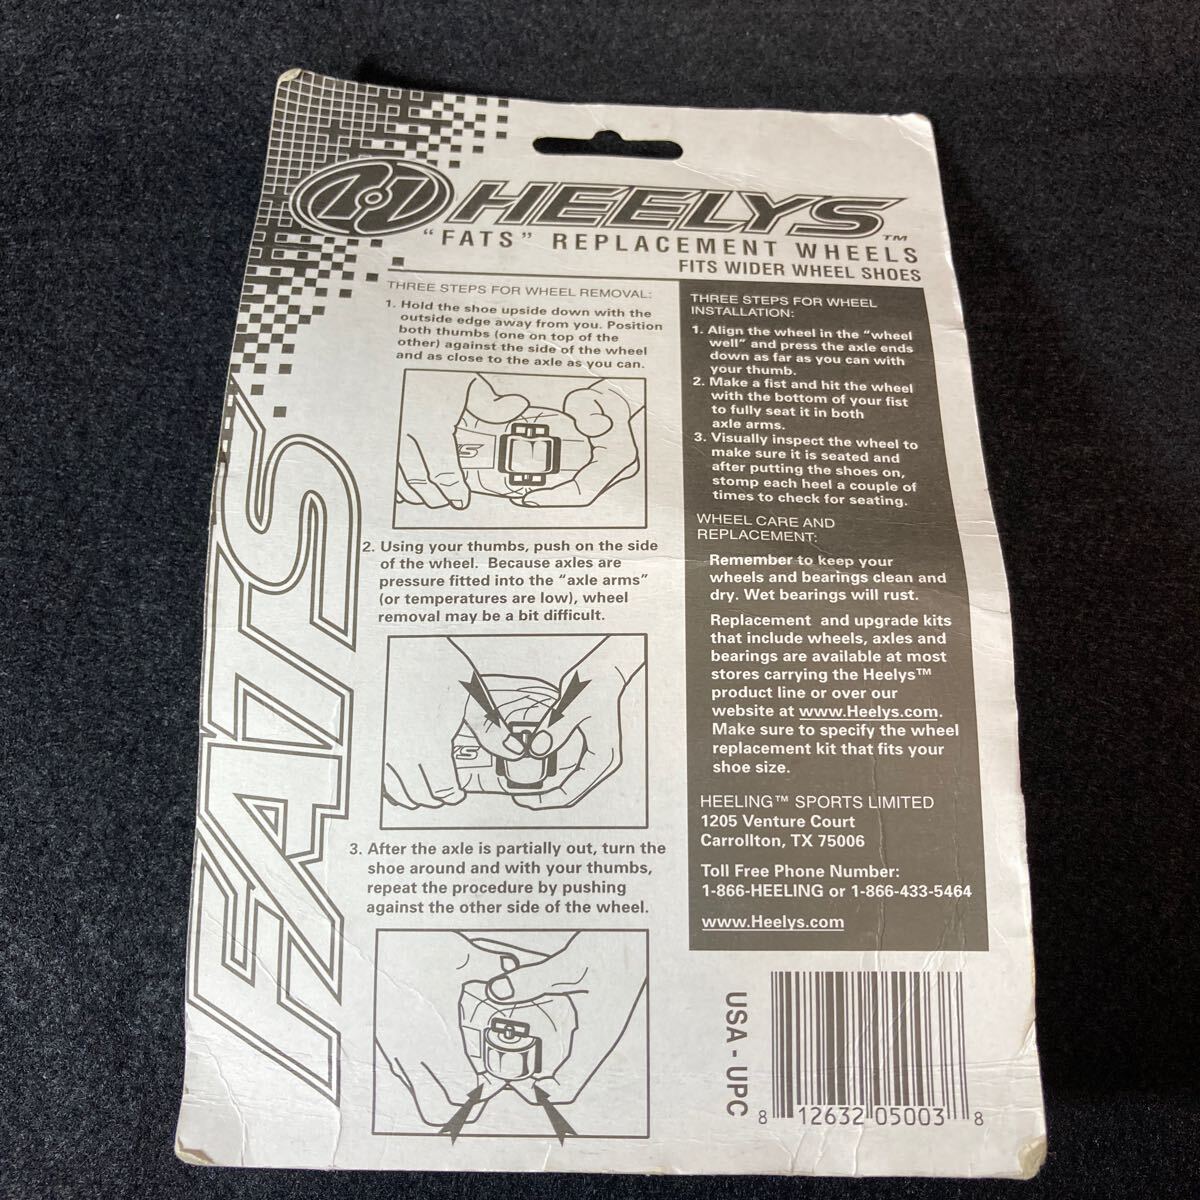 HEELYS™
"FATS" REPLACEMENT WHEELS
FITS WIDER WHEEL SHOES
FATS
THREE STEPS FOR WHEEL REMOVAL:
1. Hold the shoe upside down with the
outside edge away from you. Position
both thumbs (one on top of the
other) against the side of the wheel
and as close to the axle as you can.
S
2. Using your thumbs, push on the side
of the wheel. Because axles are
pressure fitted into the "axle arms"
(or temperatures are low), wheel
removal may be a bit difficult.
S
3. After the axle is partially out, turn the
shoe around and with your thumbs,
repeat the procedure by pushing
against the other side of the wheel.
THREE STEPS FOR WHEEL
INSTALLATION:
1. Align the wheel in the "wheel
well" and press the axle ends
down as far as you can with
your thumb.
2. Make a fist and hit the wheel
with the bottom of your fist
to fully seat it in both
axle arms.
3. Visually inspect the wheel to
make sure it is seated and
after putting the shoes on,
stomp each heel a couple of
times to check for seating.
WHEEL CARE AND
REPLACEMENT:
Remember to keep your
wheels and bearings clean and
dry. Wet bearings will rust.
Replacement and upgrade kits
that include wheels, axles and
bearings are available at most
stores carrying the Heelys™
product line or over our
website at www.Heelys.com.
Make sure to specify the wheel
replacement kit that fits your
shoe size.
HEELING™ SPORTS LIMITED
1205 Venture Court
Carrollton, TX 75006
Toll Free Phone Number:
1-866-HEELING or 1-866-433-5464
www.Heelys.com
USA - UPC
8 12632 05003 8